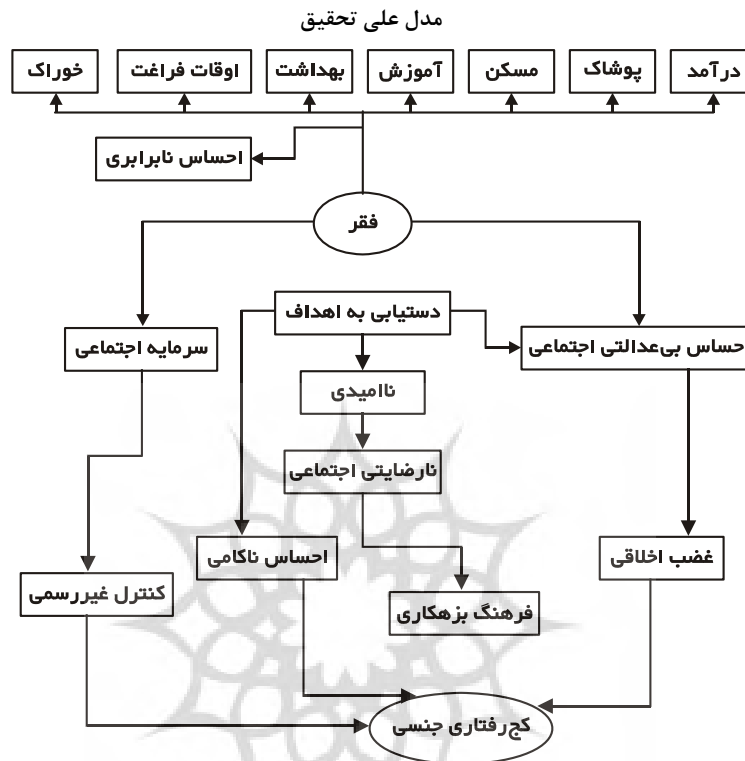 مدل علی تحقیق
درآمد
پوشاک
مسکن
آموزش
بهداشت
اوقات فراغت
خوراک
احساس نابرابری
فقر
دستیابی به اهداف
حساس بی‌عدالتی اجتماعی
سرمایه اجتماعی
ناامیدی
نارضایتی اجتماعی
غضب اخلاقی
احساس ناکامی
کنترل غیررسمی
فرهنگ بزهکاری
کج‌رفتاری جنسی